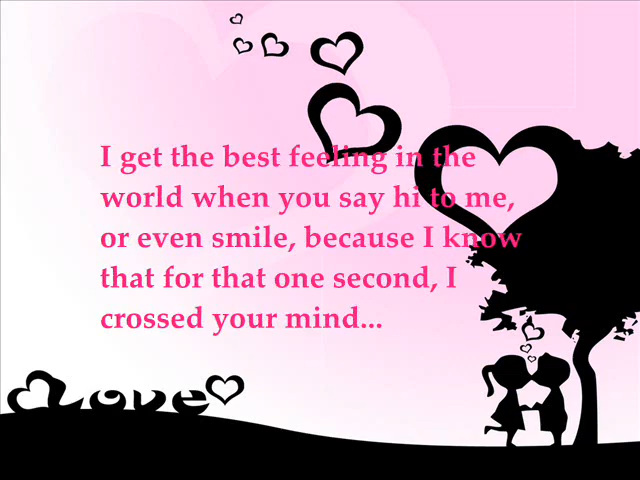 I get the best feeling in the
world when you say hi to me,
or even smile, because I know
that for that one second, I
crossed your mind...
Love